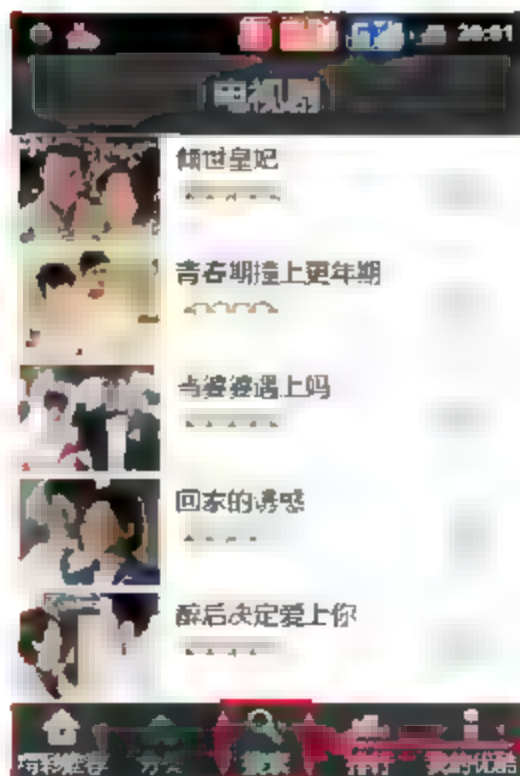 20:01
电视剧
倾世皇妃
青春期撞上更年期
当婆婆遇上妈
回家的诱惑
醉后决定爱上你
精彩推荐 分类 搜索 排行 我的优酷